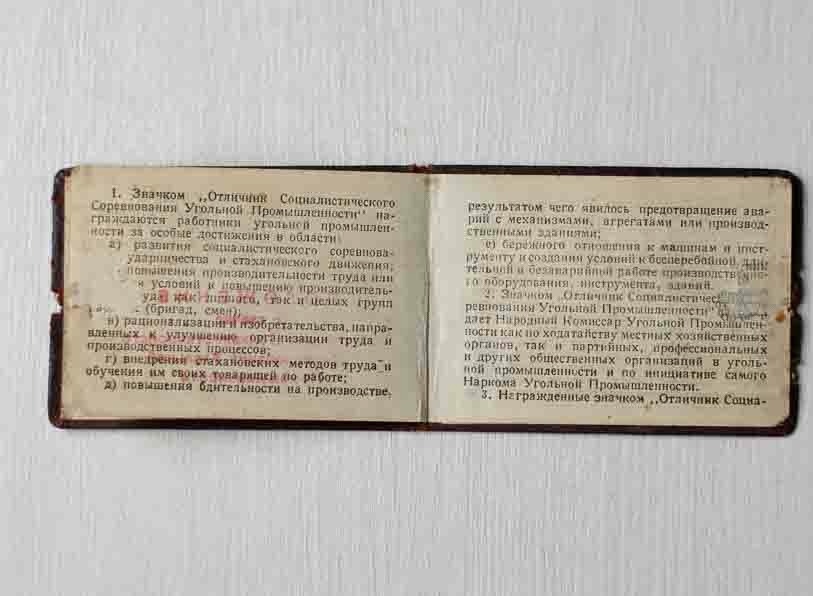 1. Значком „Отличник Социалистического
Соревнования Угольной Промышленности" на-
граждаются работники угольной промышлен-
ности за особые достижения в области:
а) развития социалистического соревнова-
ударничества и стахановского движения;
повышения производительности труда или
условий к повышению производитель-
как личного, так и целых групп
(бригад, смен);
в) рационализации и изобретательства, напра-
вленных к улучшению организации труда и
производственных процессов;
г) внедрения стахановских методов труда и
обучения им своих товарищей по работе;
д) повышения бдительности на производстве,
результатом чего явилось предотвращение ава-
рий с механизмами, агрегатами или производ-
ственными зданиями;
е) бережного отношения к машинам и инст-
рументу и создания условий к бесперебойной, дли-
тельной и безаварийной работе
го оборудования, инструмента, зданий.
2. Значком „Отличник
ревнования Угольной Промышленности"
дает Народный Комиссар Угольной Промышлен-
ности как по ходатайству местных хозяйственных
органов, так и партийных, профессиональных
и других общественных организаций в уголь-
ной промышленности и по инициативе самого
Наркома Угольной Промышленности.
3. Награжденные значком „Отличник Социа-